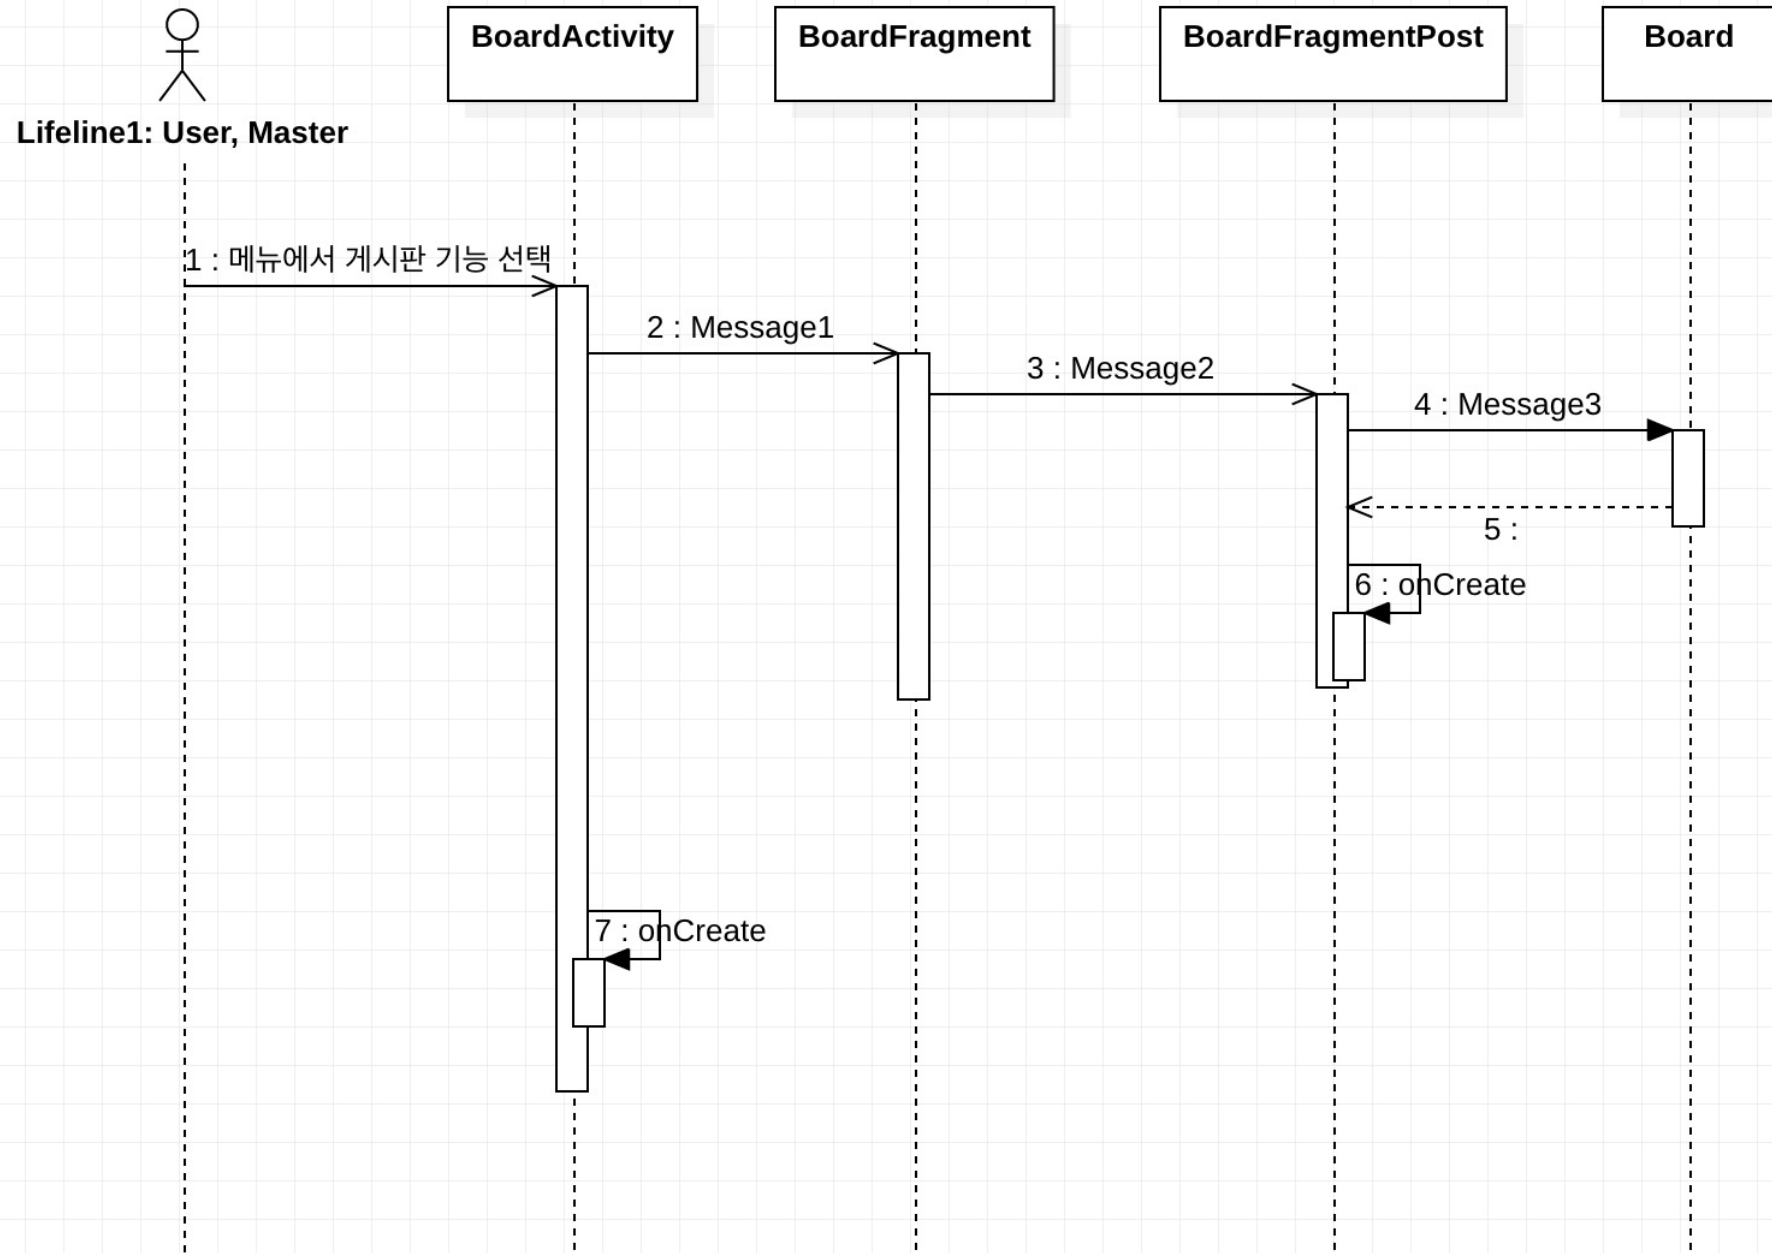 BoardActivity
BoardFragment
BoardFragmentPost
Board
Lifeline1: User, Master
1 : 메뉴에서 게시판 기능 선택
2 : Message1
3 : Message2
4 : Message3
5 :
6 : onCreate
7 : onCreate